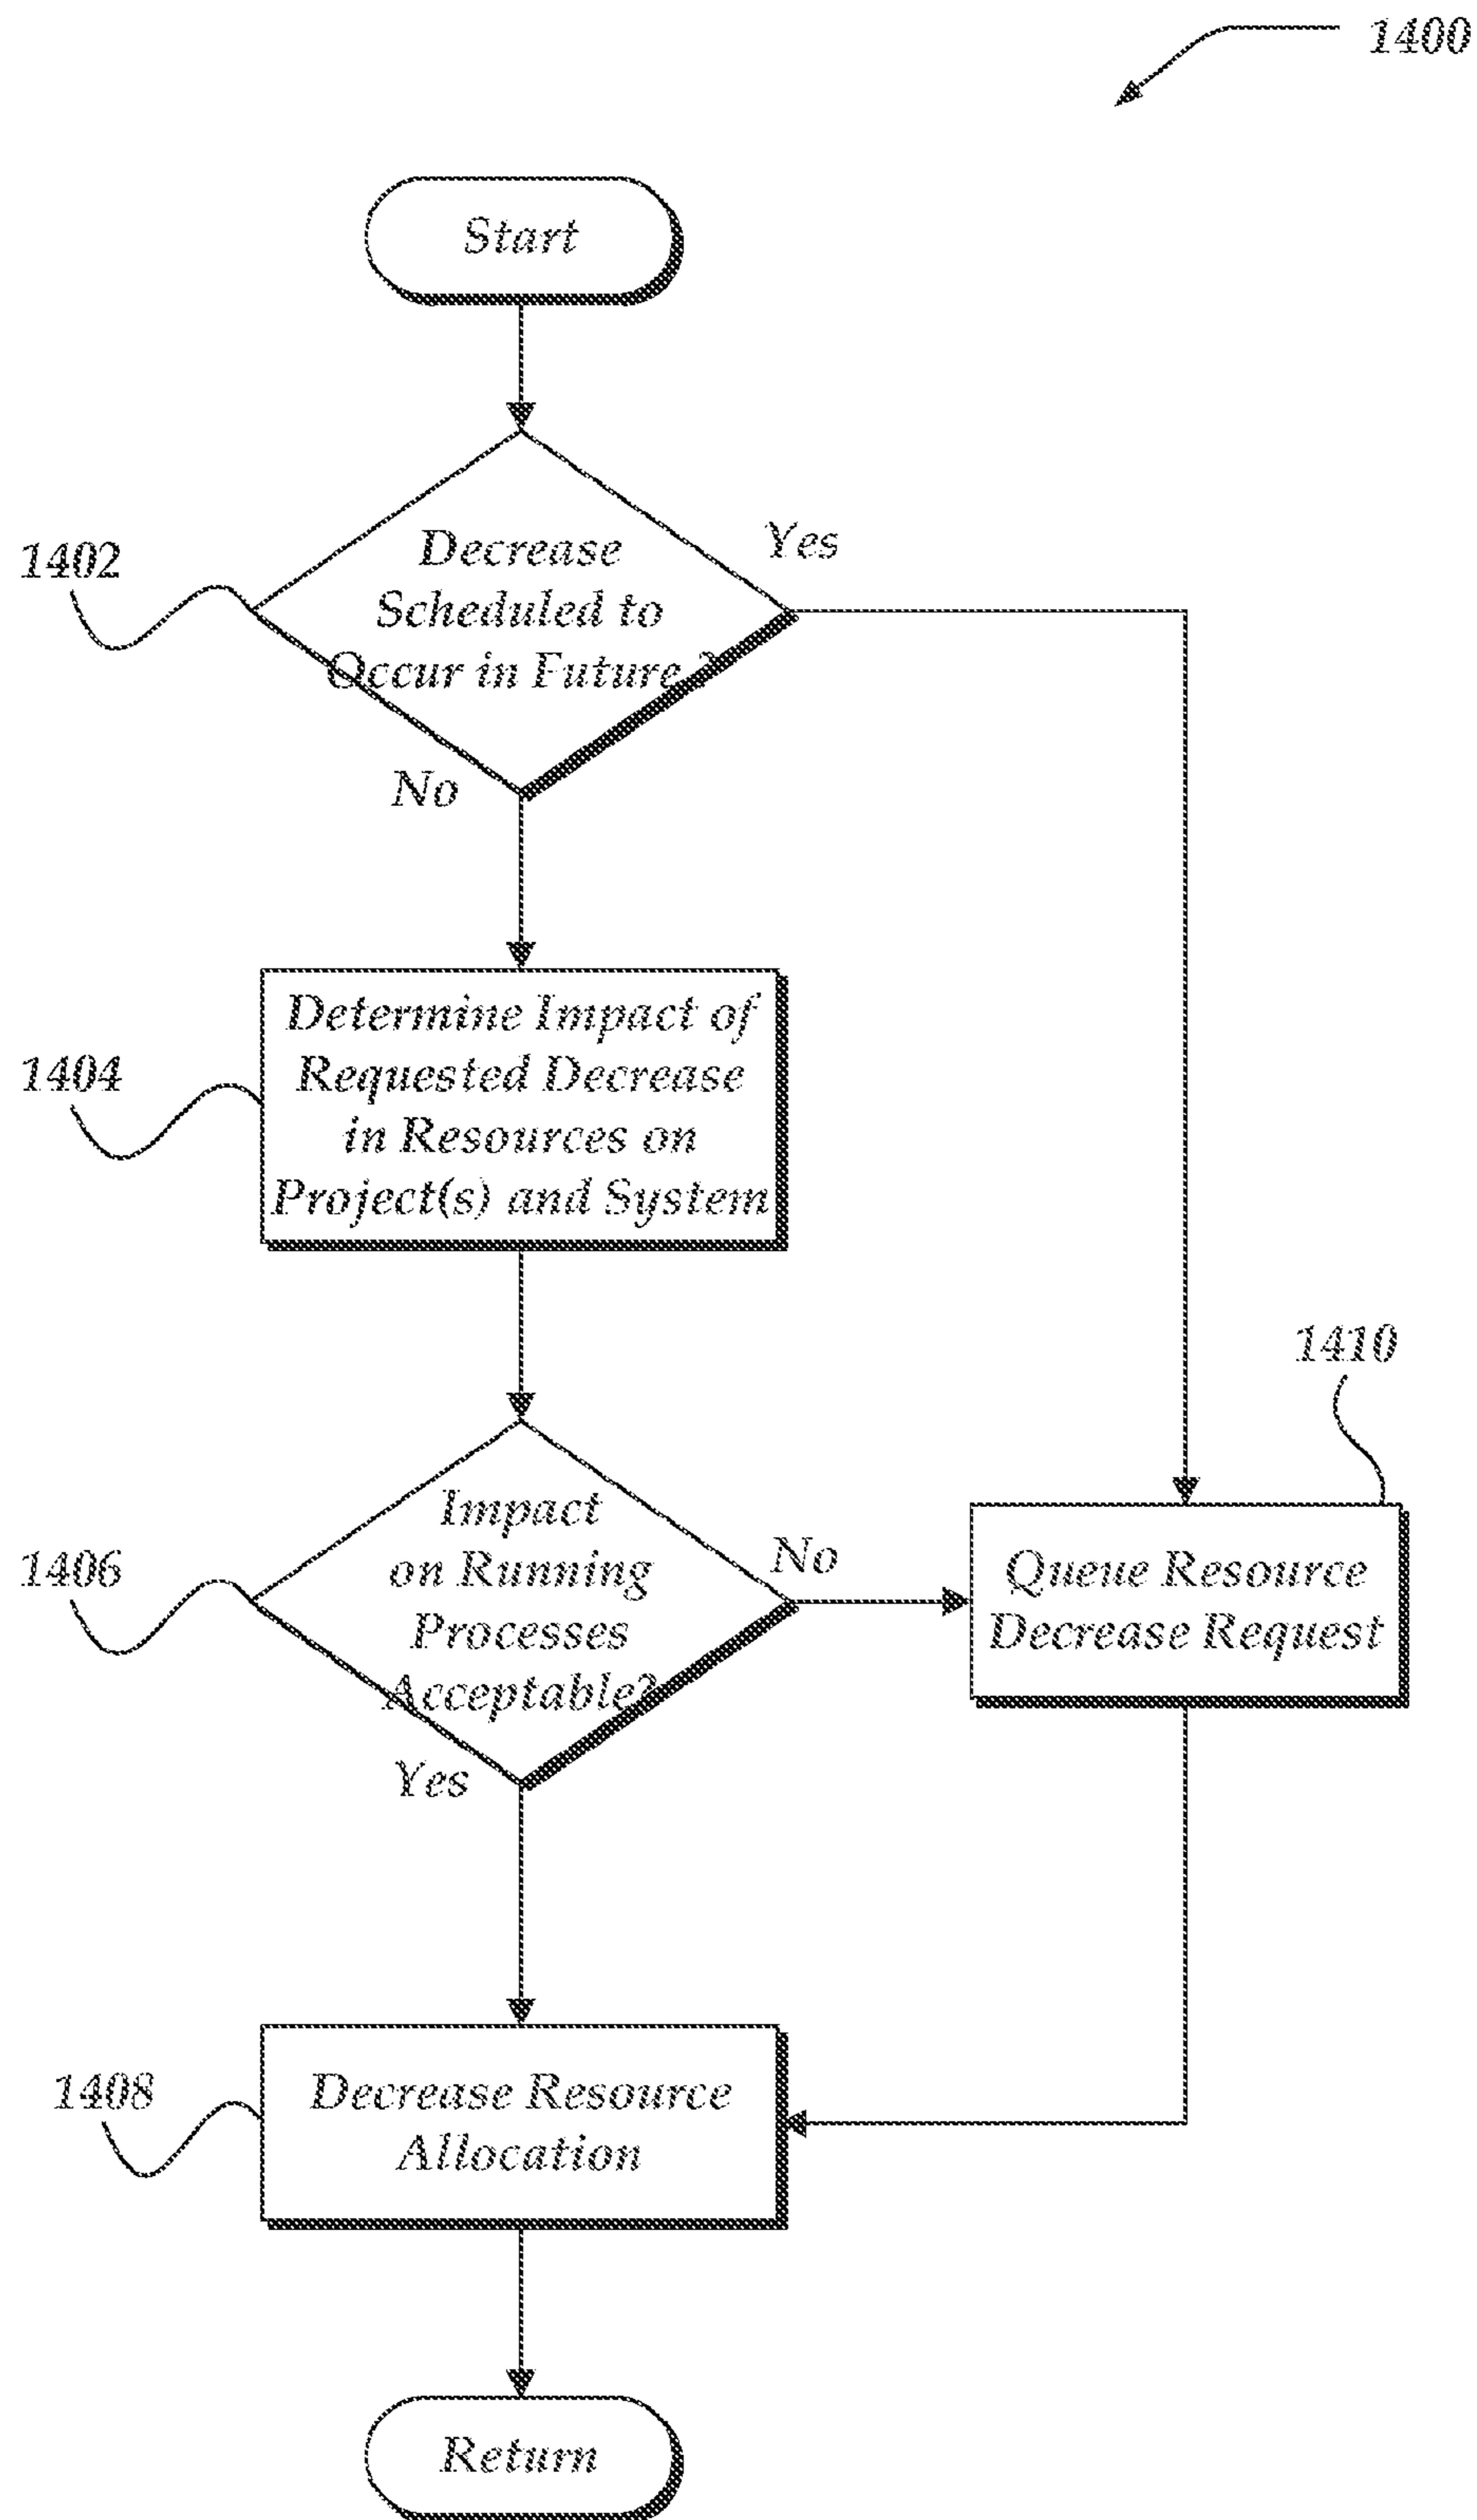 1400
Start
1402
Decrease
Scheduled to
Occur in Future ?
Yes
No
1404
Determine Impact of
Requested Decrease
in Resources on
Project(s) and System
1406
Impact
on Running
Processes
Acceptable?
No
Yes
1410
Queue Resource
Decrease Request
1408
Decrease Resource
Allocation
Return